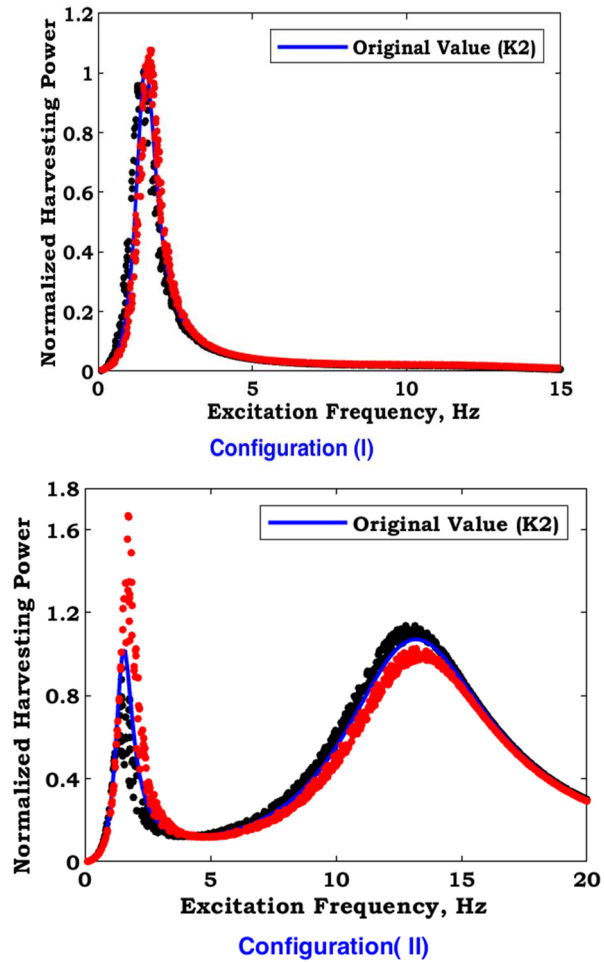 1.2
Original Value (K2)
1
0.8
0.6
0.4
0.2
0
Normalized Harvesting Power
0 5 10 15
Excitation Frequency, Hz
Configuration (I)
1.8
Original Value (K2)
1.6
1.2
0.8
0.4
0
Normalized Harvesting Power
0 5 10 15 20
Excitation Frequency, Hz
Configuration( II)